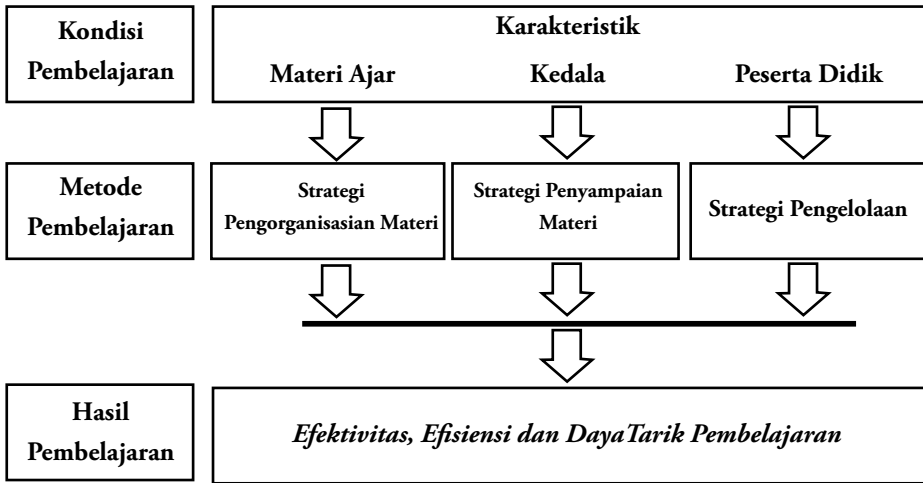 Kondisi
Pembelajaran
Karakteristik
Materi Ajar
Kedala
Peserta Didik
Metode
Pembelajaran
Strategi
Pengorganisasian Materi
Strategi Penyampaian
Materi
Strategi Pengelolaan
Hasil
Pembelajaran
Efektivitas, Efisiensi dan DayaTarik Pembelajaran